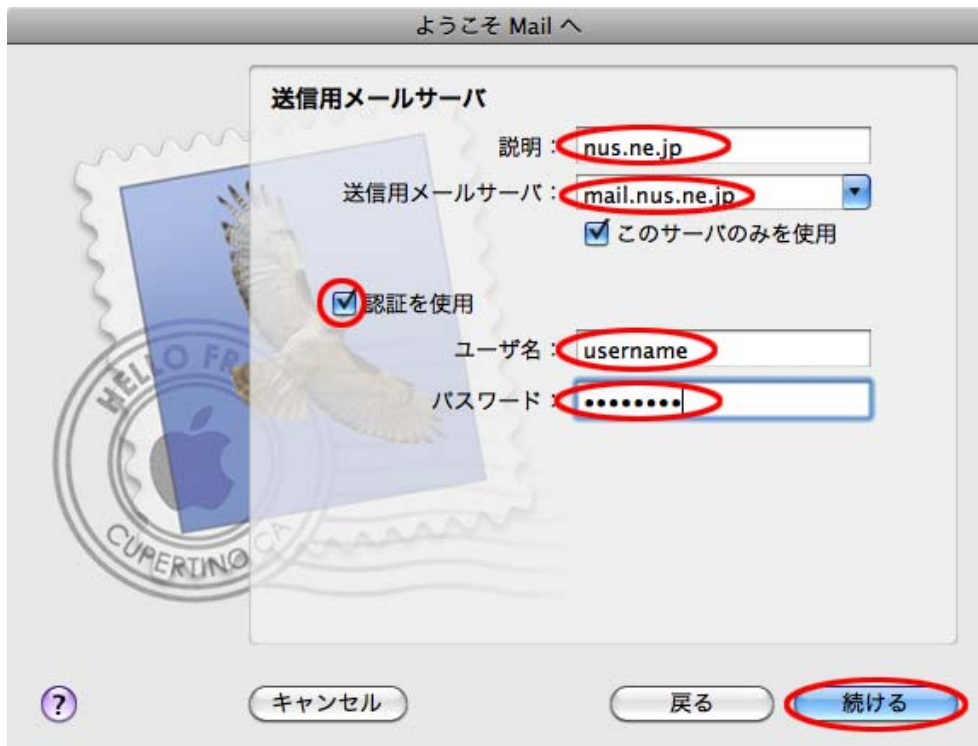 ようこそ Mail へ
送信用メールサーバ
説明： nus.ne.jp
送信用メールサーバ： mail.nus.ne.jp
このサーバのみを使用
認証を使用
ユーザ名： username
パスワード： ••••••••
HELLO FR
CUPERTINO CA
? キャンセル 戻る 続ける